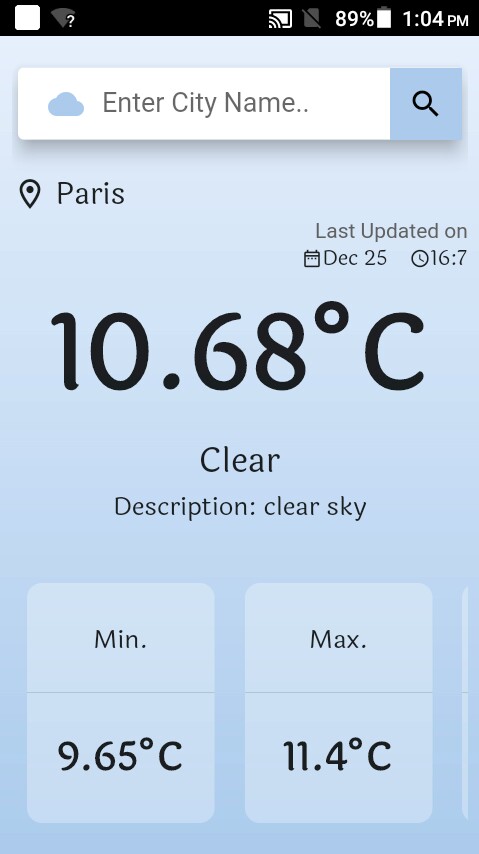 ? 89% 1:04 PM
Enter City Name..
Paris
Last Updated on
Dec 25 16:7
10.68°C
Clear
Description: clear sky
Min. Max.
9.65°C 11.4°C